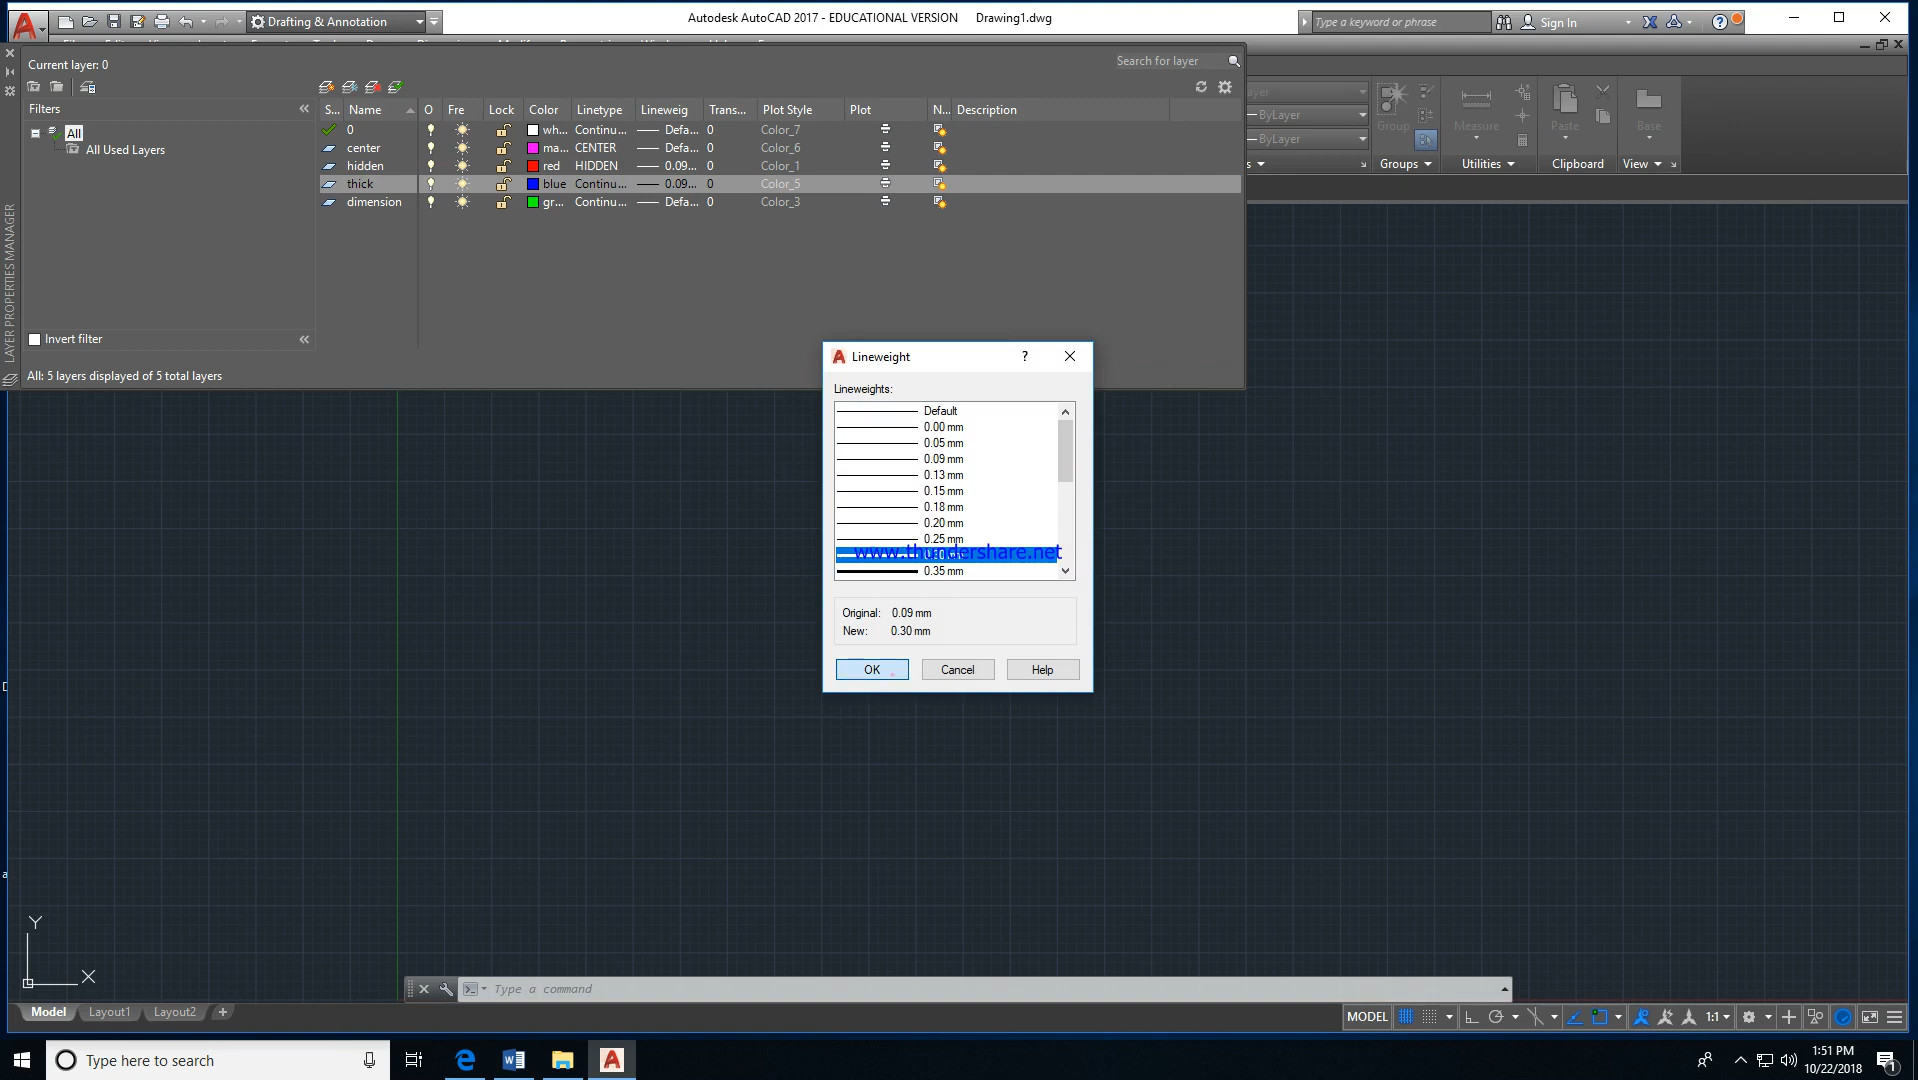 Drafting & Annotation
Autodesk AutoCAD 2017 - EDUCATIONAL VERSION Drawing1.dwg
Type a keyword or phrase
Sign In
Current layer: 0
Search for layer
Filters
S... Name O Fre Lock Color Linetype Lineweig Trans... Plot Style Plot N... Description
All
All Used Layers
0 wh... Continu... Defa... 0 Color_7
center ma... CENTER Defa... 0 Color_6
hidden red HIDDEN 0.09... 0 Color_1
thick blue Continu... 0.09... 0 Color_5
dimension gr... Continu... Defa... 0 Color_3
Invert filter
All: 5 layers displayed of 5 total layers
LAYER PROPERTIES MANAGER
ByLayer
ByLayer
Group
Measure
Paste
Base
Groups
Utilities
Clipboard
View
Lineweight
Lineweights:
Default
0.00 mm
0.05 mm
0.09 mm
0.13 mm
0.15 mm
0.18 mm
0.20 mm
0.25 mm
www.thundershare.net
0.35 mm
Original: 0.09 mm
New: 0.30 mm
OK Cancel Help
Y
X
Type a command
Model Layout1 Layout2
MODEL
1:1
Type here to search
1:51 PM
10/22/2018
1